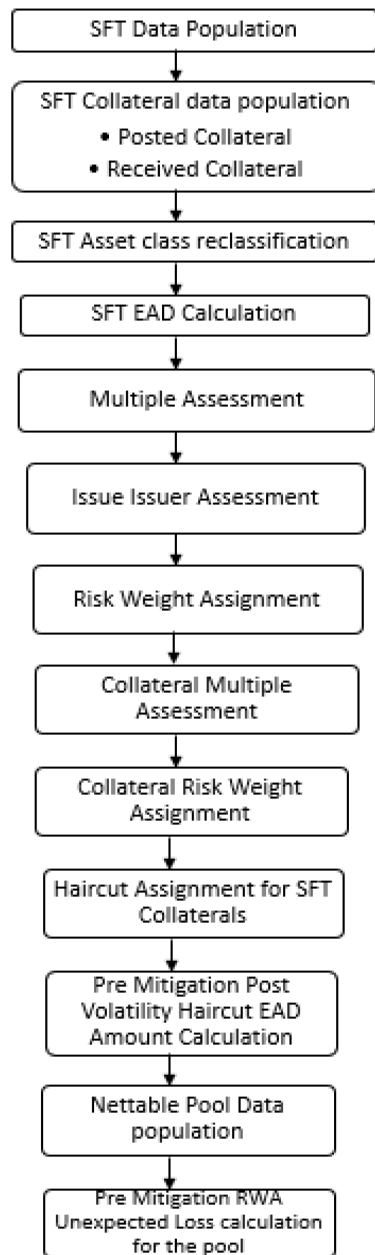 SFT Data Population
SFT Collateral data population
• Posted Collateral
• Received Collateral
SFT Asset class reclassification
SFT EAD Calculation
Multiple Assessment
Issue Issuer Assessment
Risk Weight Assignment
Collateral Multiple
Assessment
Collateral Risk Weight
Assignment
Haircut Assignment for SFT
Collaterals
Pre Mitigation Post
Volatility Haircut EAD
Amount Calculation
Nettable Pool Data
population
Pre Mitigation RWA
Unexpected Loss calculation
for the pool